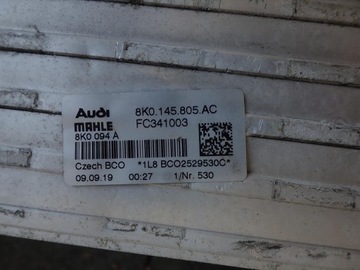 Audi 8K0.145.805.AC
MAHLE FC341003
8K0 094 A
Czech BCO *1L8 BCO2529530C*
09.09.19 00:27 1/Nr. 530